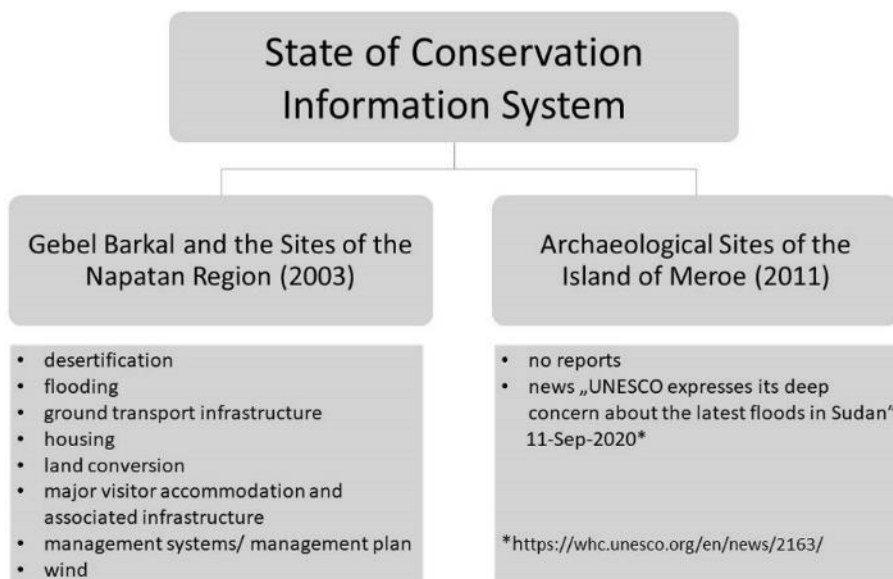 State of Conservation
Information System
Gebel Barkal and the Sites of the
Napatan Region (2003)
• desertification
• flooding
• ground transport infrastructure
• housing
• land conversion
• major visitor accommodation and
associated infrastructure
• management systems/ management plan
• wind
Archaeological Sites of the
Island of Meroe (2011)
• no reports
• news „UNESCO expresses its deep
concern about the latest floods in Sudan”
11-Sep-2020*
*https://whc.unesco.org/en/news/2163/